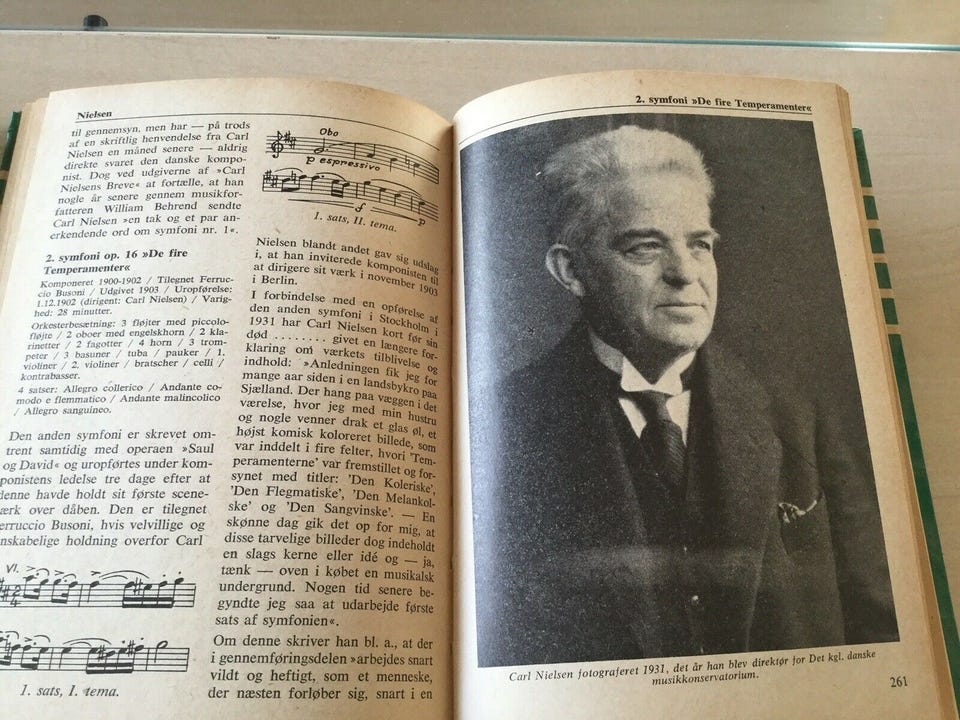 Nielsen
til gennemsyn, men har — på trods
af en skriftlig henvendelse fra Carl
Nielsen en måned senere — aldrig
direkte svaret den danske kompo-
nist. Dog ved udgiverne af »Carl
Nielsens Breve« at fortælle, at han
nogle år senere gennem musikfor-
fatteren William Behrend sendte
Carl Nielsen »en tak og et par an-
erkendende ord om symfoni nr. 1«.
2. symfoni op. 16 »De fire
Temperamenter«
Komponeret 1900-1902 / Tilegnet Ferruc-
cio Busoni / Udgivet 1903 / Uropførelse:
1.12.1902 (dirigent: Carl Nielsen) / Varig-
hed: 28 minutter.
Orkesterbesætning: 3 fløjter med piccolo-
fløjte / 2 oboer med engelskhorn / 2 kla-
rinetter / 2 fagotter / 4 horn / 3 trom-
peter / 3 basuner / tuba / pauker / 1.
violiner / 2. violiner / bratscher / celli /
kontrabasser.
4 satser: Allegro collerico / Andante co-
modo e flemmatico / Andante malincolico
/ Allegro sanguineo.
Den anden symfoni er skrevet om-
trent samtidig med operaen »Saul
og David« og uropførtes under kom-
ponistens ledelse tre dage efter at
denne havde holdt sit første scene-
ærk over dåben. Den er tilegnet
erruccio Busoni, hvis velvillige og
nskabelige holdning overfor Carl
Vl.
1. sats, I. tema.
Obo
p espressivo
f
p
1. sats, II. tema.
Nielsen blandt andet gav sig udslag
i, at han inviterede komponisten til
at dirigere sit værk i november 1903
i Berlin.
I forbindelse med en opførelse af
den anden symfoni i Stockholm i
1931 har Carl Nielsen kort før sin
død ........ givet en længere for-
klaring om værkets tilblivelse og
indhold: »Anledningen fik jeg for
mange aar siden i en landsbykro paa
Sjælland. Der hang paa væggen i det
værelse, hvor jeg med min hustru
og nogle venner drak et glas øl, et
højst komisk koloreret billede, som
var inddelt i fire felter, hvori 'Tem-
peramenterne' var fremstillet og for-
synet med titler: 'Den Koleriske',
'Den Flegmatiske', 'Den Melankol-
ske' og 'Den Sangvinske'. — En
skønne dag gik det op for mig, at
disse tarvelige billeder dog indeholdt
en slags kerne eller idé og — ja,
tænk — oven i købet en musikalsk
undergrund. Nogen tid senere be-
gyndte jeg saa at udarbejde første
sats af symfonien«.
Om denne skriver han bl. a., at der
i gennemføringsdelen »arbejdes snart
vildt og heftigt, som et menneske,
der næsten forløber sig, snart i en
2. symfoni »De fire Temperamenter«
Carl Nielsen fotograferet 1931, det år han blev direktør for Det kgl. danske
musikkonservatorium.
261